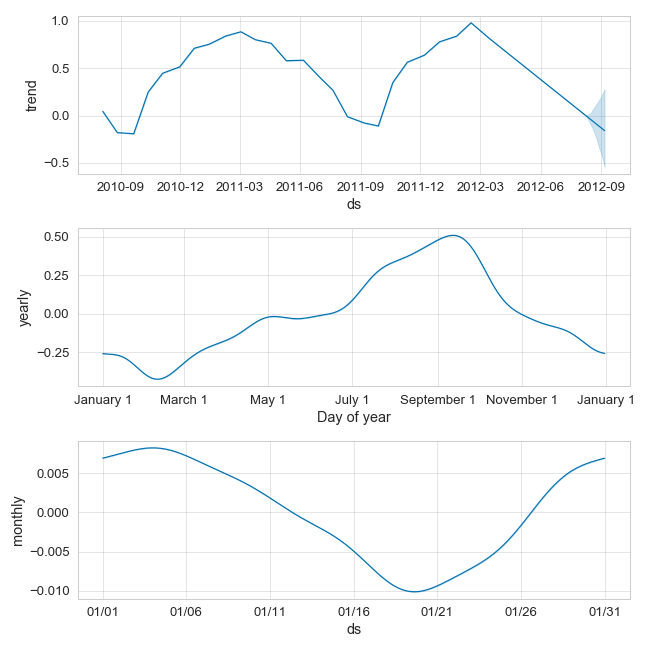 trend
1.0
0.5
0.0
−0.5
2010-09 2010-12 2011-03 2011-06 2011-09 2011-12 2012-03 2012-06 2012-09
ds
yearly
0.50
0.25
0.00
−0.25
January 1 March 1 May 1 July 1 September 1 November 1 January 1
Day of year
monthly
0.005
0.000
−0.005
−0.010
01/01 01/06 01/11 01/16 01/21 01/26 01/31
ds